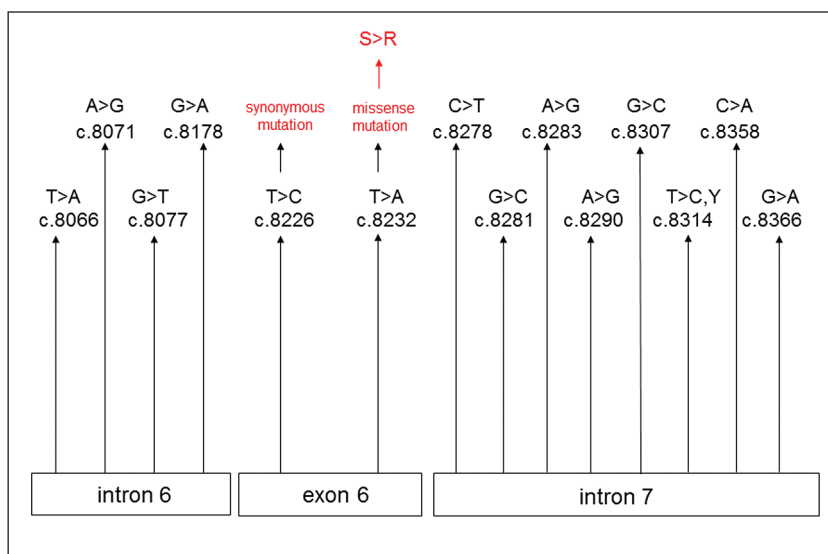 S>R
A>G
c.8071
G>A
c.8178
synonymous
mutation
missense
mutation
C>T
c.8278
A>G
c.8283
G>C
c.8307
C>A
c.8358
T>A
c.8066
G>T
c.8077
T>C
c.8226
T>A
c.8232
G>C
c.8281
A>G
c.8290
T>C,Y
c.8314
G>A
c.8366
intron 6
exon 6
intron 7